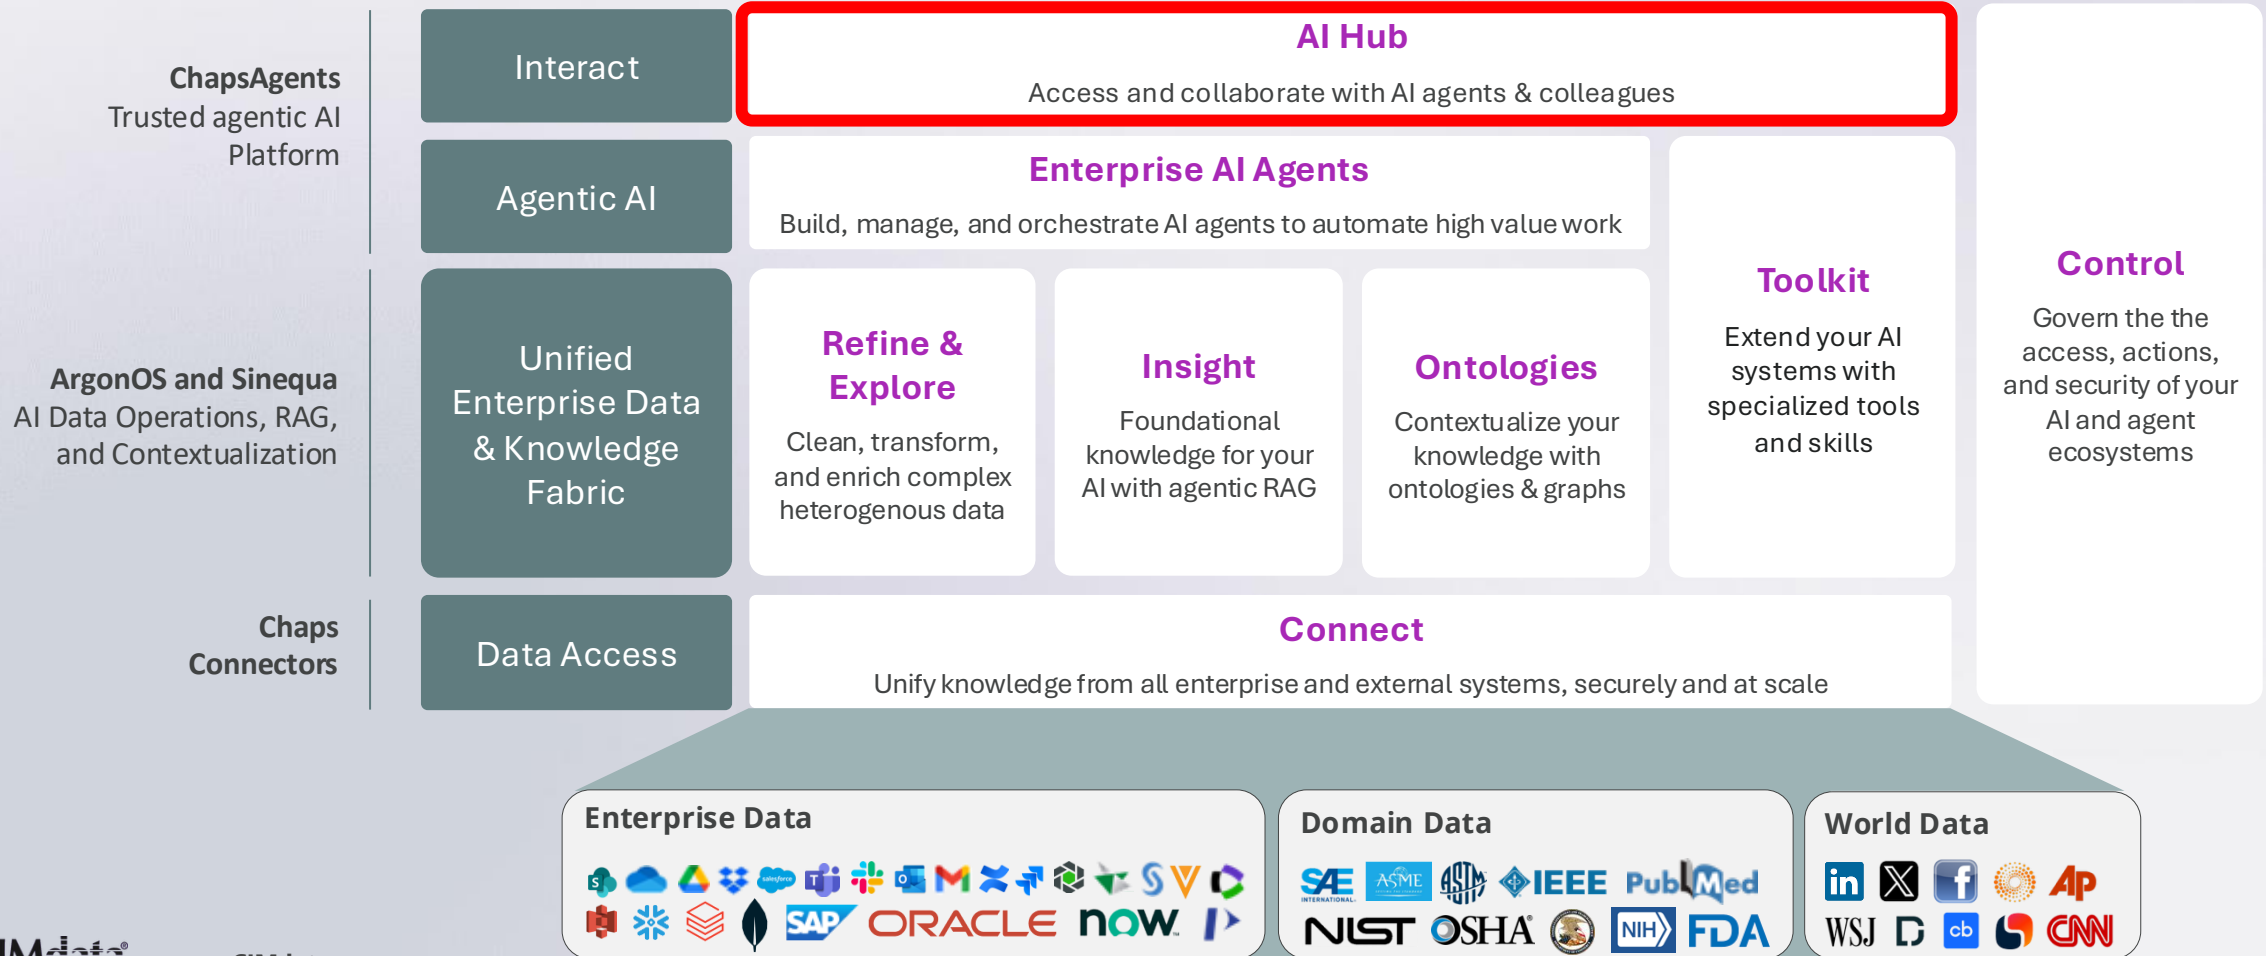 ChapsAgents
Trusted agentic AI
Platform
Interact
AI Hub
Access and collaborate with AI agents & colleagues
Agentic AI
Enterprise AI Agents
Build, manage, and orchestrate AI agents to automate high value work
ArgonOS and Sinequa
AI Data Operations, RAG,
and Contextualization
Unified
Enterprise Data
& Knowledge
Fabric
Refine &
Explore
Clean, transform,
and enrich complex
heterogenous data
Insight
Foundational
knowledge for your
AI with agentic RAG
Ontologies
Contextualize your
knowledge with
ontologies & graphs
Toolkit
Extend your AI
systems with
specialized tools
and skills
Control
Govern the the
access, actions,
and security of your
AI and agent
ecosystems
Chaps
Connectors
Data Access
Connect
Unify knowledge from all enterprise and external systems, securely and at scale
Enterprise Data
salesforce
SAP ORACLE now
Domain Data
SAE INTERNATIONAL ASME ASTM IEEE PubMed
NIST OSHA NIH FDA
World Data
in X f AP
WSJ D cb CNN